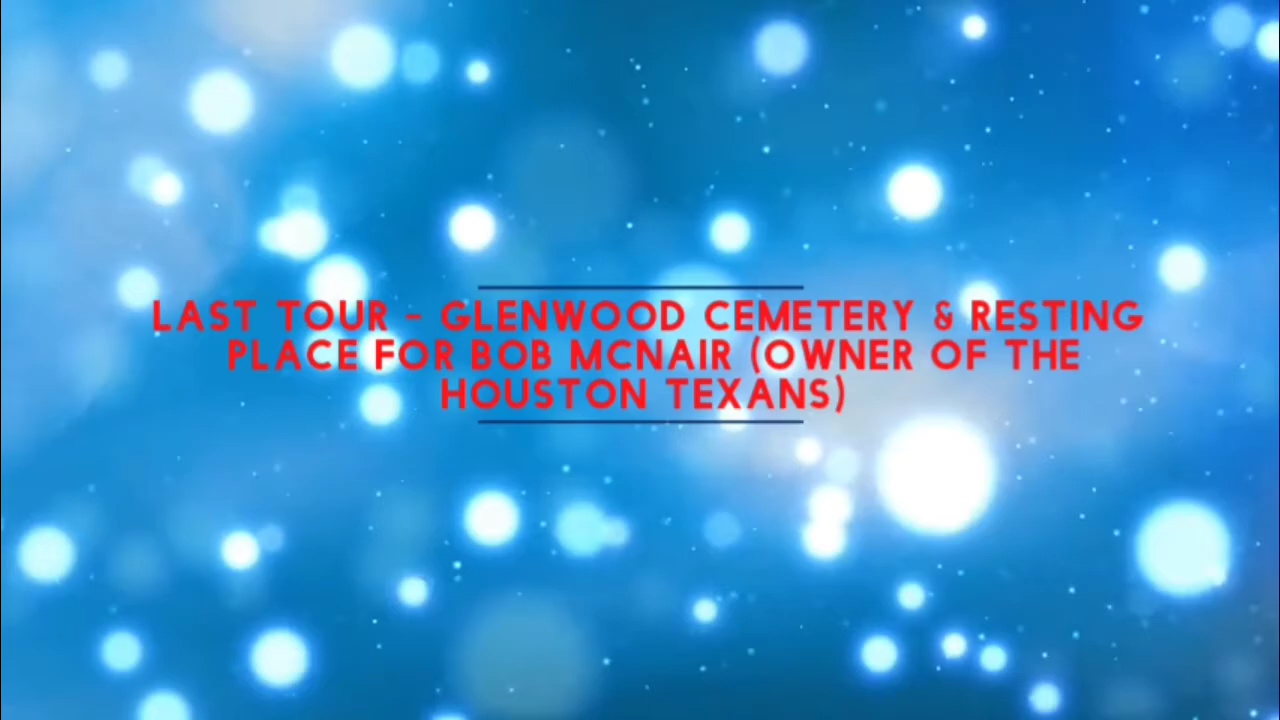 LAST TOUR - GLENWOOD CEMETERY & RESTING
PLACE FOR BOB MCNAIR (OWNER OF THE
HOUSTON TEXANS)